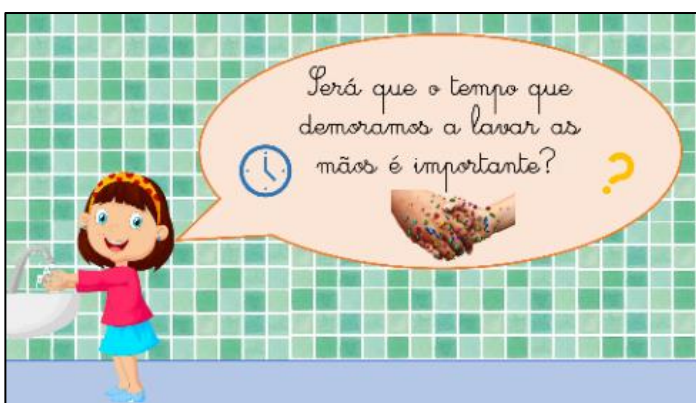 Será que o tempo que
demoramos a lavar as
mãos é importante?
?